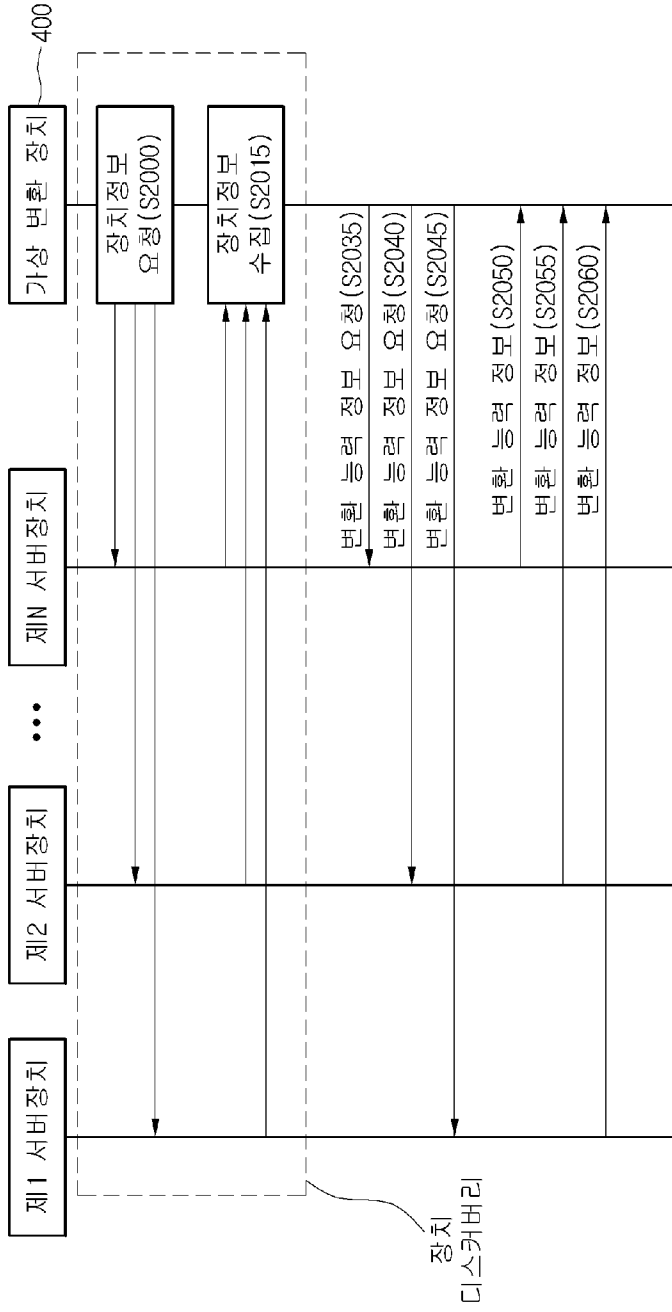 제1 서버장치
제2 서버장치
•••
제N 서버장치
가상 변환 장치
400
장치정보
요청(S2000)
장치정보
수집(S2015)
장치
디스커버리
변환 능력 정보 요청(S2035)
변환 능력 정보 요청(S2040)
변환 능력 정보 요청(S2045)
변환 능력 정보(S2050)
변환 능력 정보(S2055)
변환 능력 정보(S2060)